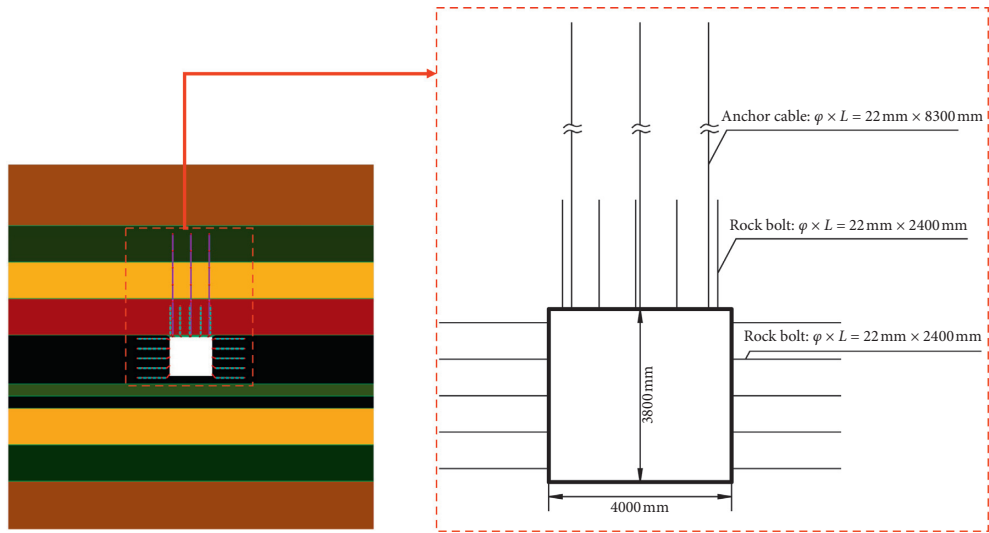 Anchor cable: φ × L = 22 mm × 8300 mm
Rock bolt: φ × L = 22 mm × 2400 mm
Rock bolt: φ × L = 22 mm × 2400 mm
3800 mm
4000 mm